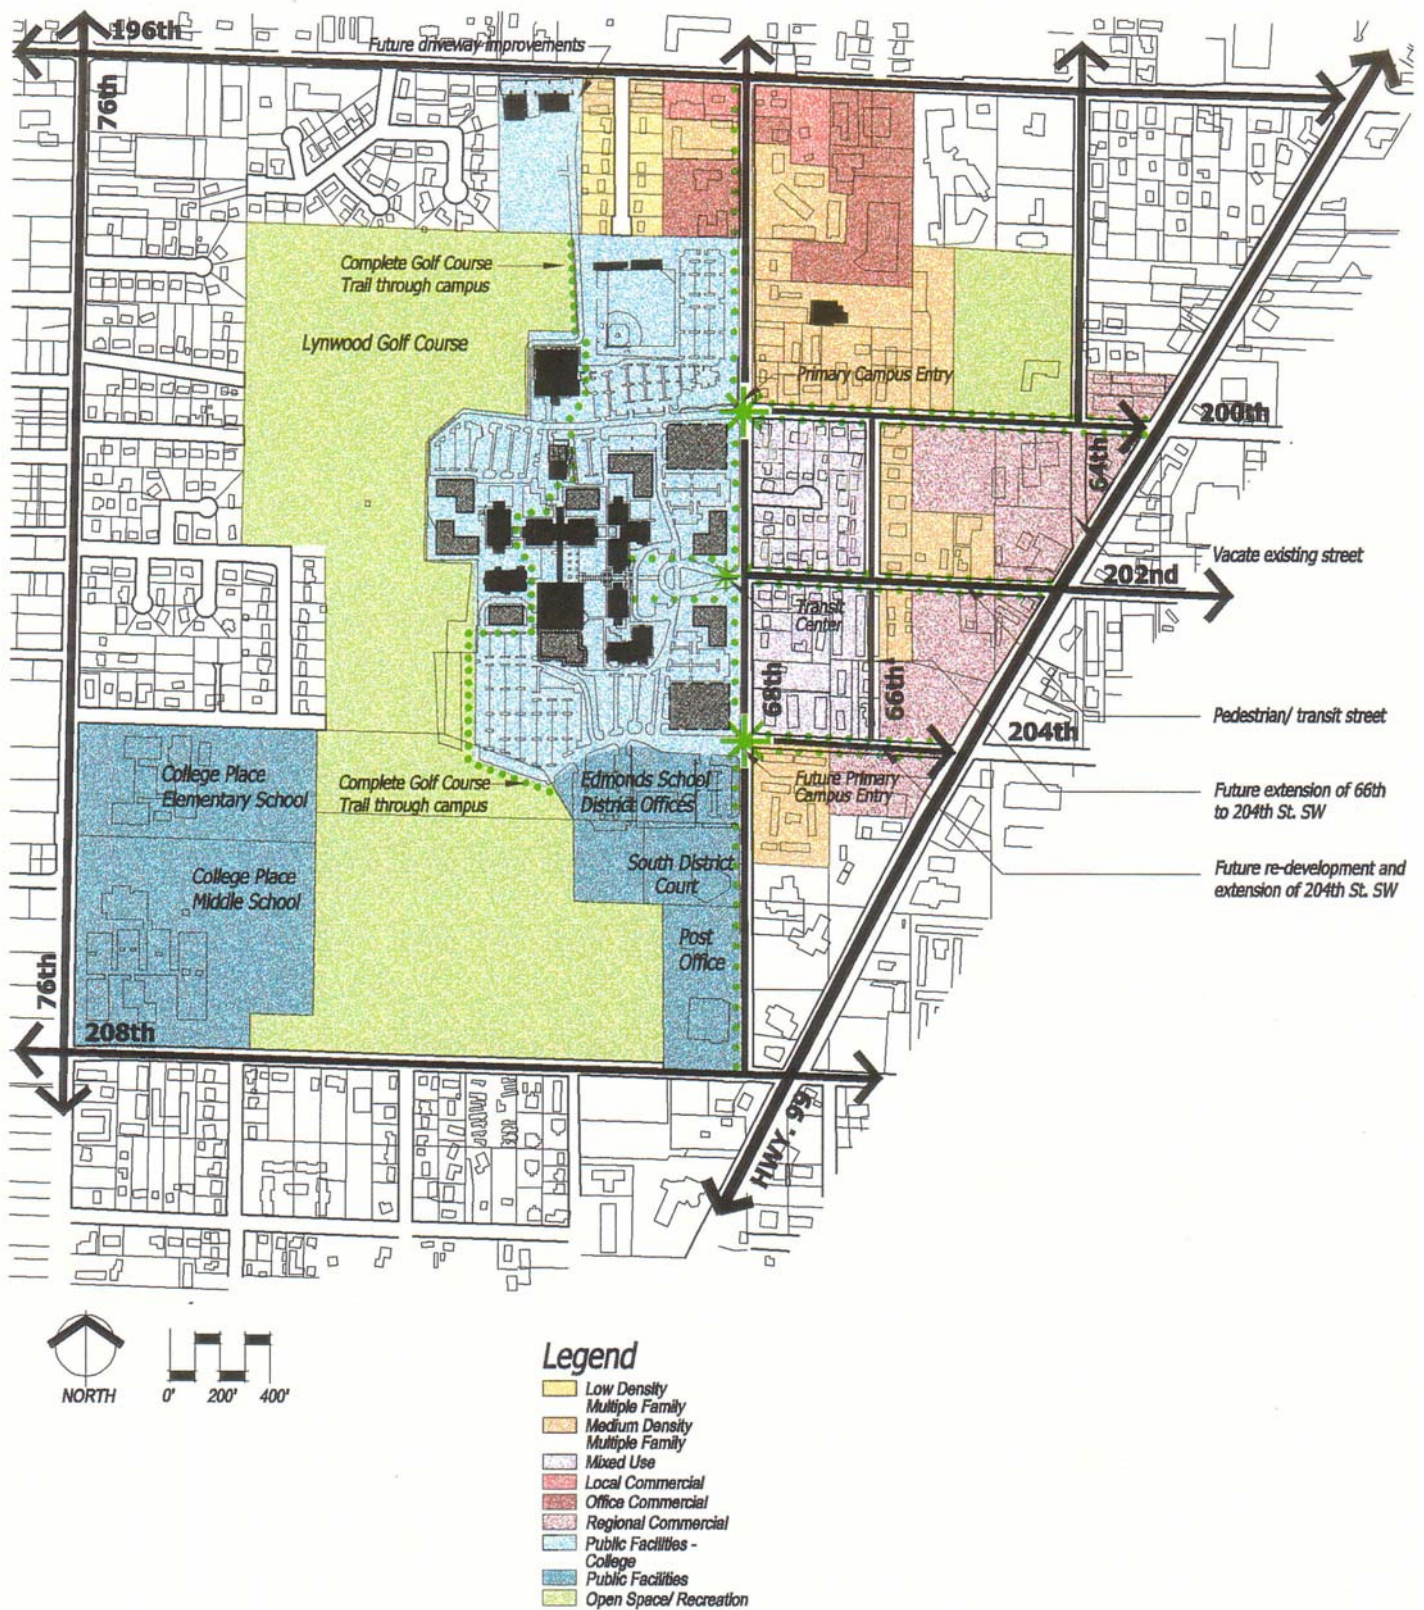 196th
76th
Future driveway improvements
Complete Golf Course
Trail through campus
Lynwood Golf Course
Primary Campus Entry
200th
64th
Vacate existing street
202nd
Transit
Center
68th
66th
Pedestrian/ transit street
204th
College Place
Elementary School
Complete Golf Course
Trail through campus
Edmonds School
District Offices
Future Primary
Campus Entry
Future extension of 66th
to 204th St. SW
College Place
Middle School
South District
Court
Future re-development and
extension of 204th St. SW
Post
Office
76th
208th
HWY. 99
NORTH
0' 200' 400'
Legend
Low Density
Multiple Family
Medium Density
Multiple Family
Mixed Use
Local Commercial
Office Commercial
Regional Commercial
Public Facilities -
College
Public Facilities
Open Space/ Recreation